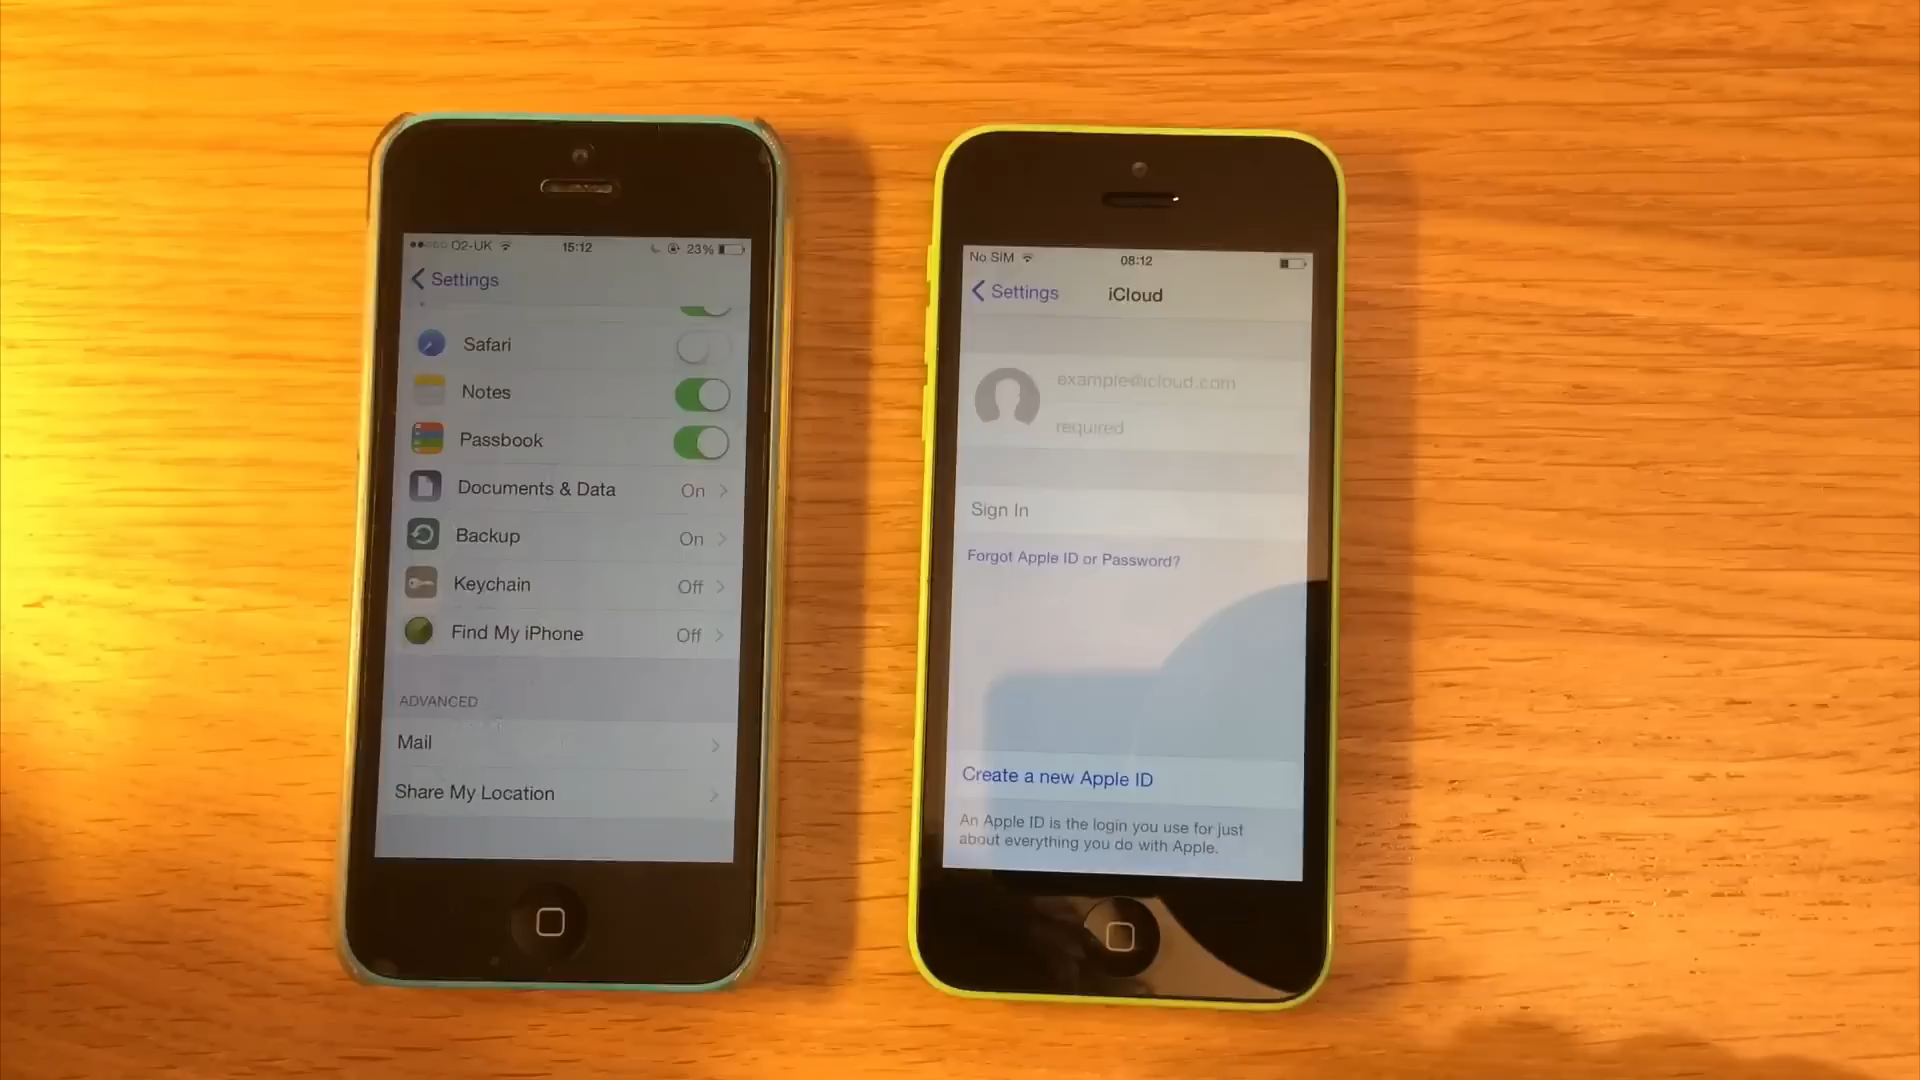 O2-UK
15:12
23%
Settings
Safari
Notes
Passbook
Documents & Data On
Backup On
Keychain Off
Find My iPhone Off
ADVANCED
Mail
Share My Location
No SIM
08:12
Settings
iCloud
example@icloud.com
required
Sign In
Forgot Apple ID or Password?
Create a new Apple ID
An Apple ID is the login you use for just
about everything you do with Apple.